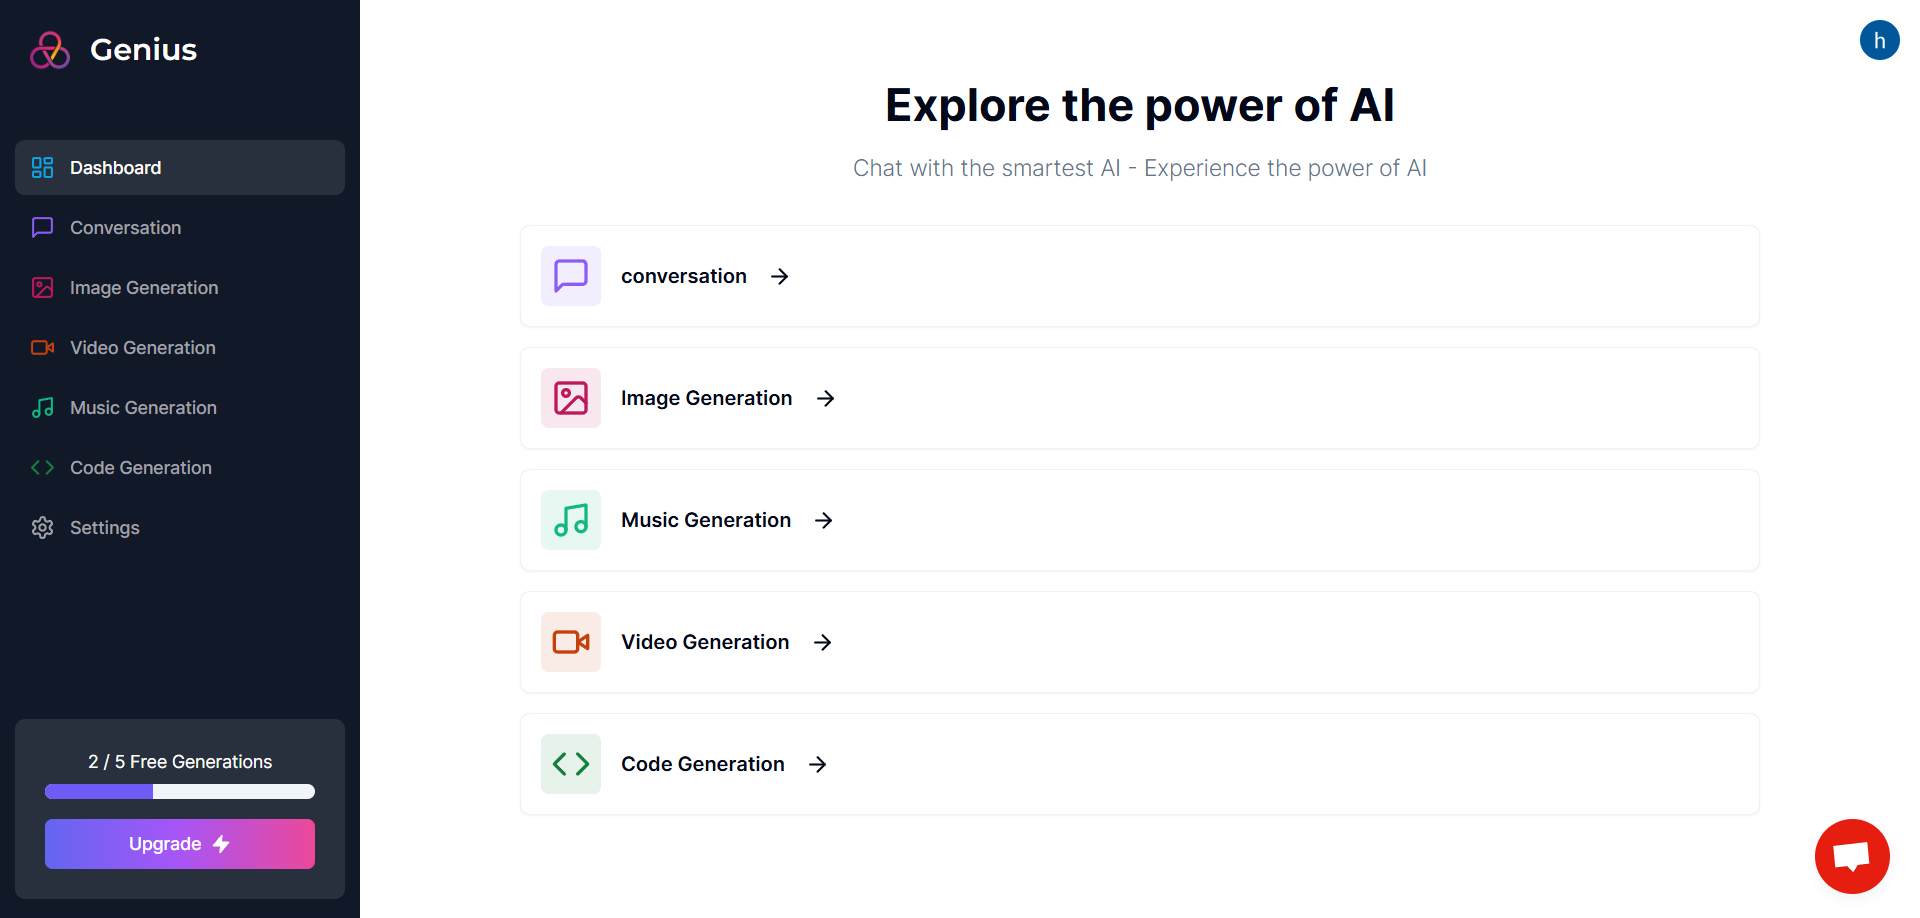 Genius
Dashboard
Conversation
Image Generation
Video Generation
Music Generation
Code Generation
Settings
2 / 5 Free Generations
Upgrade
h
Explore the power of AI
Chat with the smartest AI - Experience the power of AI
conversation
Image Generation
Music Generation
Video Generation
Code Generation